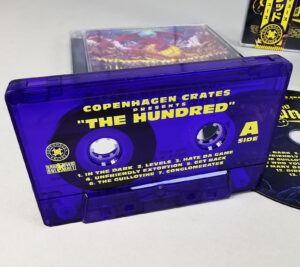 COPENHAGEN CRATES
PRESENTS
"THE HUNDRED"
A
SIDE
1. IN THE DARK 2. LEVELS 3. HATE DA GAME
4. UNFRIENDLY EXTORTION 5. GET BACK
6. THE GUILLOTINE 7. CONGLOMERATES